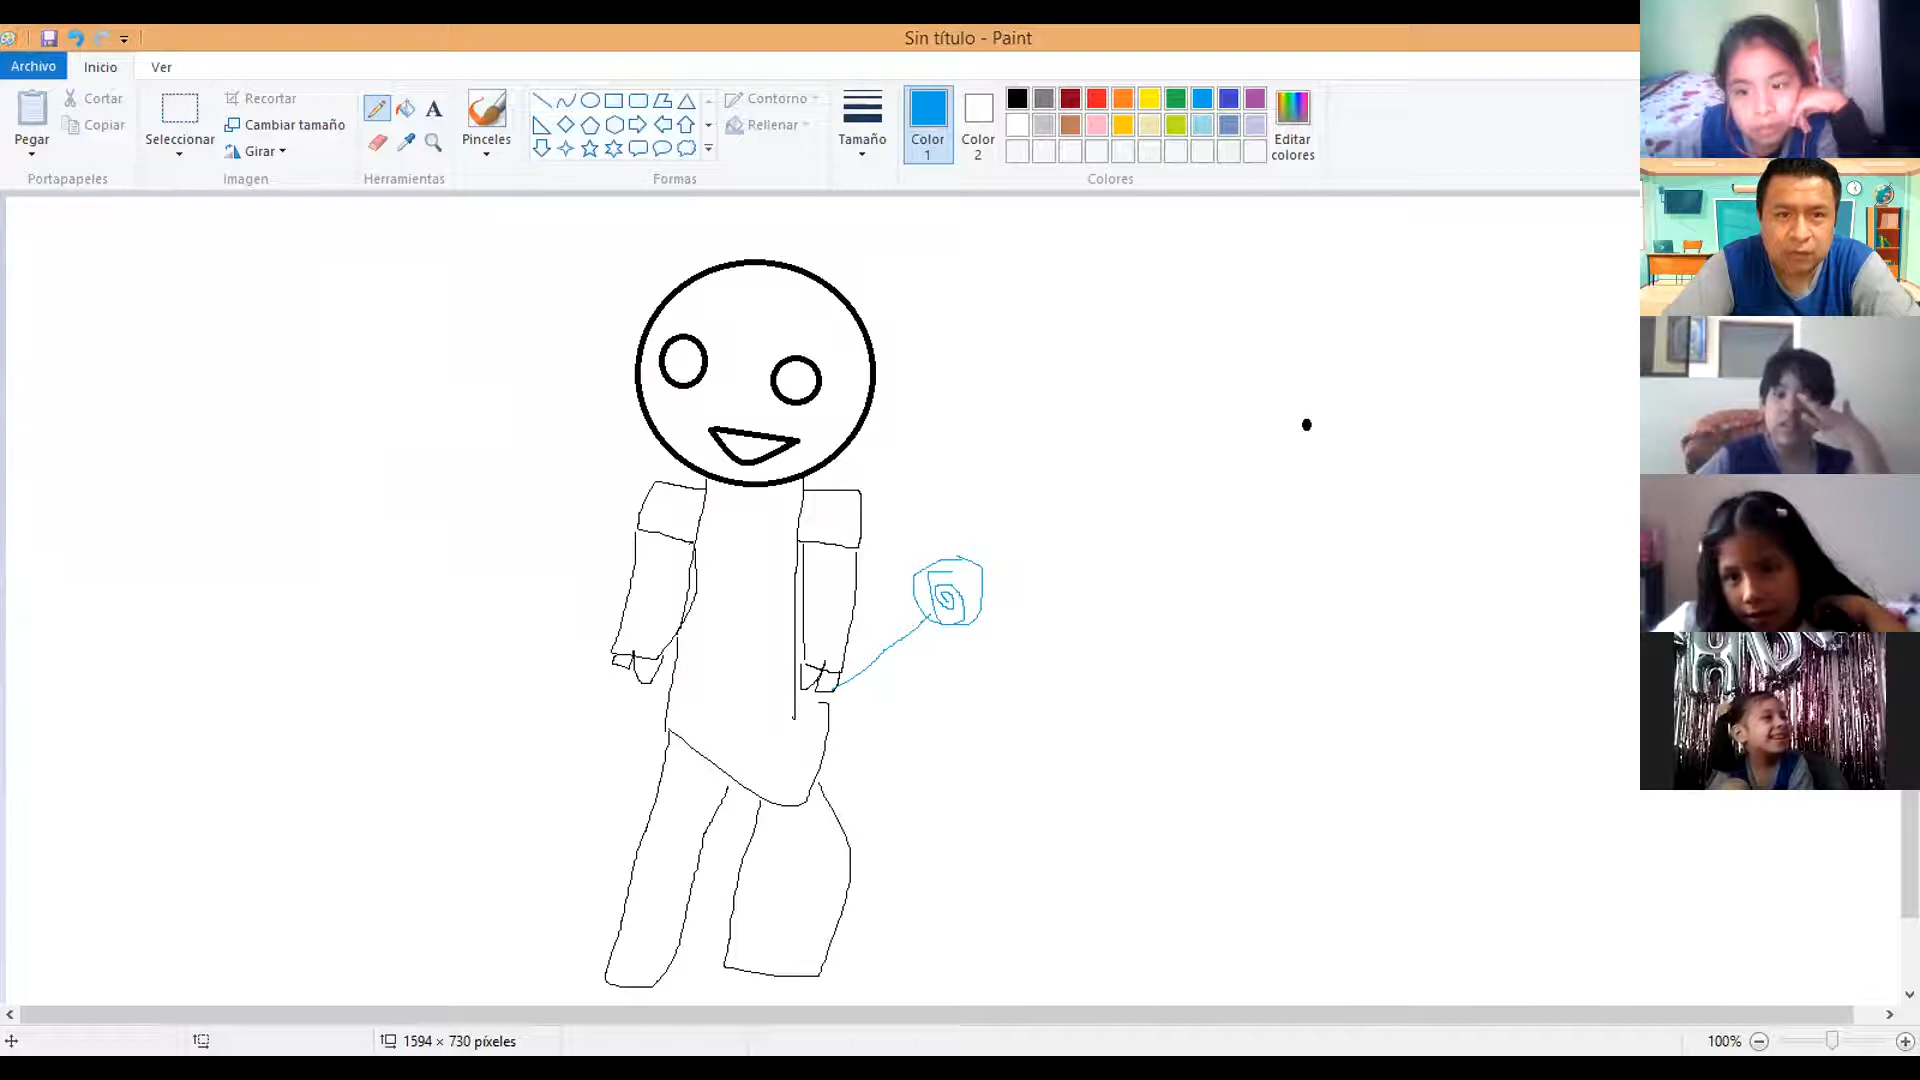 Sin título - Paint
Archivo
Inicio
Ver
Pegar
Cortar
Copiar
Portapapeles
Seleccionar
Recortar
Cambiar tamaño
Girar
Imagen
A
Herramientas
Pinceles
Contorno
Rellenar
Formas
Tamaño
Color 
1
Color 
2
Editar
colores
Colores
1594 × 730 píxeles
100%